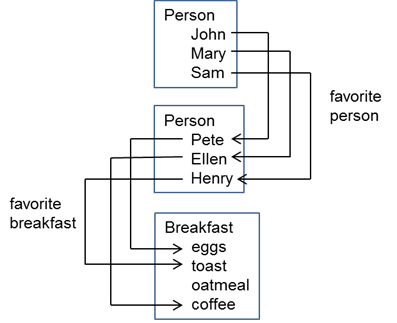 Person
John
Mary
Sam
favorite
person
Person
Pete
Ellen
Henry
favorite
breakfast
Breakfast
eggs
toast
oatmeal
coffee